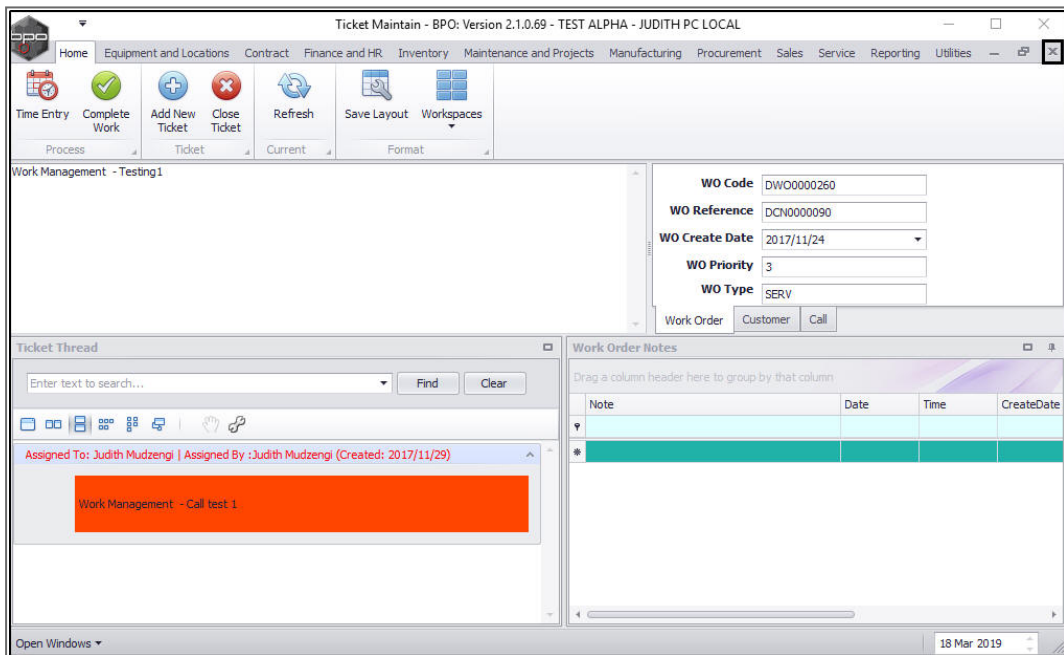 Ticket Maintain - BPO: Version 2.1.0.69 - TEST ALPHA - JUDITH PC LOCAL
bpo
Home Equipment and Locations Contract Finance and HR Inventory Maintenance and Projects Manufacturing Procurement Sales Service Reporting Utilities
Time Entry Complete Work Add New Ticket Close Ticket Refresh Save Layout Workspaces
Process Ticket Current Format
Work Management - Testing1
WO Code DWO0000260
WO Reference DCN0000090
WO Create Date 2017/11/24
WO Priority 3
WO Type SERV
Work Order Customer Call
Ticket Thread
Enter text to search... Find Clear
Assigned To: Judith Mudzengi | Assigned By :Judith Mudzengi (Created: 2017/11/29)
Work Management - Call test 1
Work Order Notes
Drag a column header here to group by that column
Note Date Time CreateDate
Open Windows 18 Mar 2019